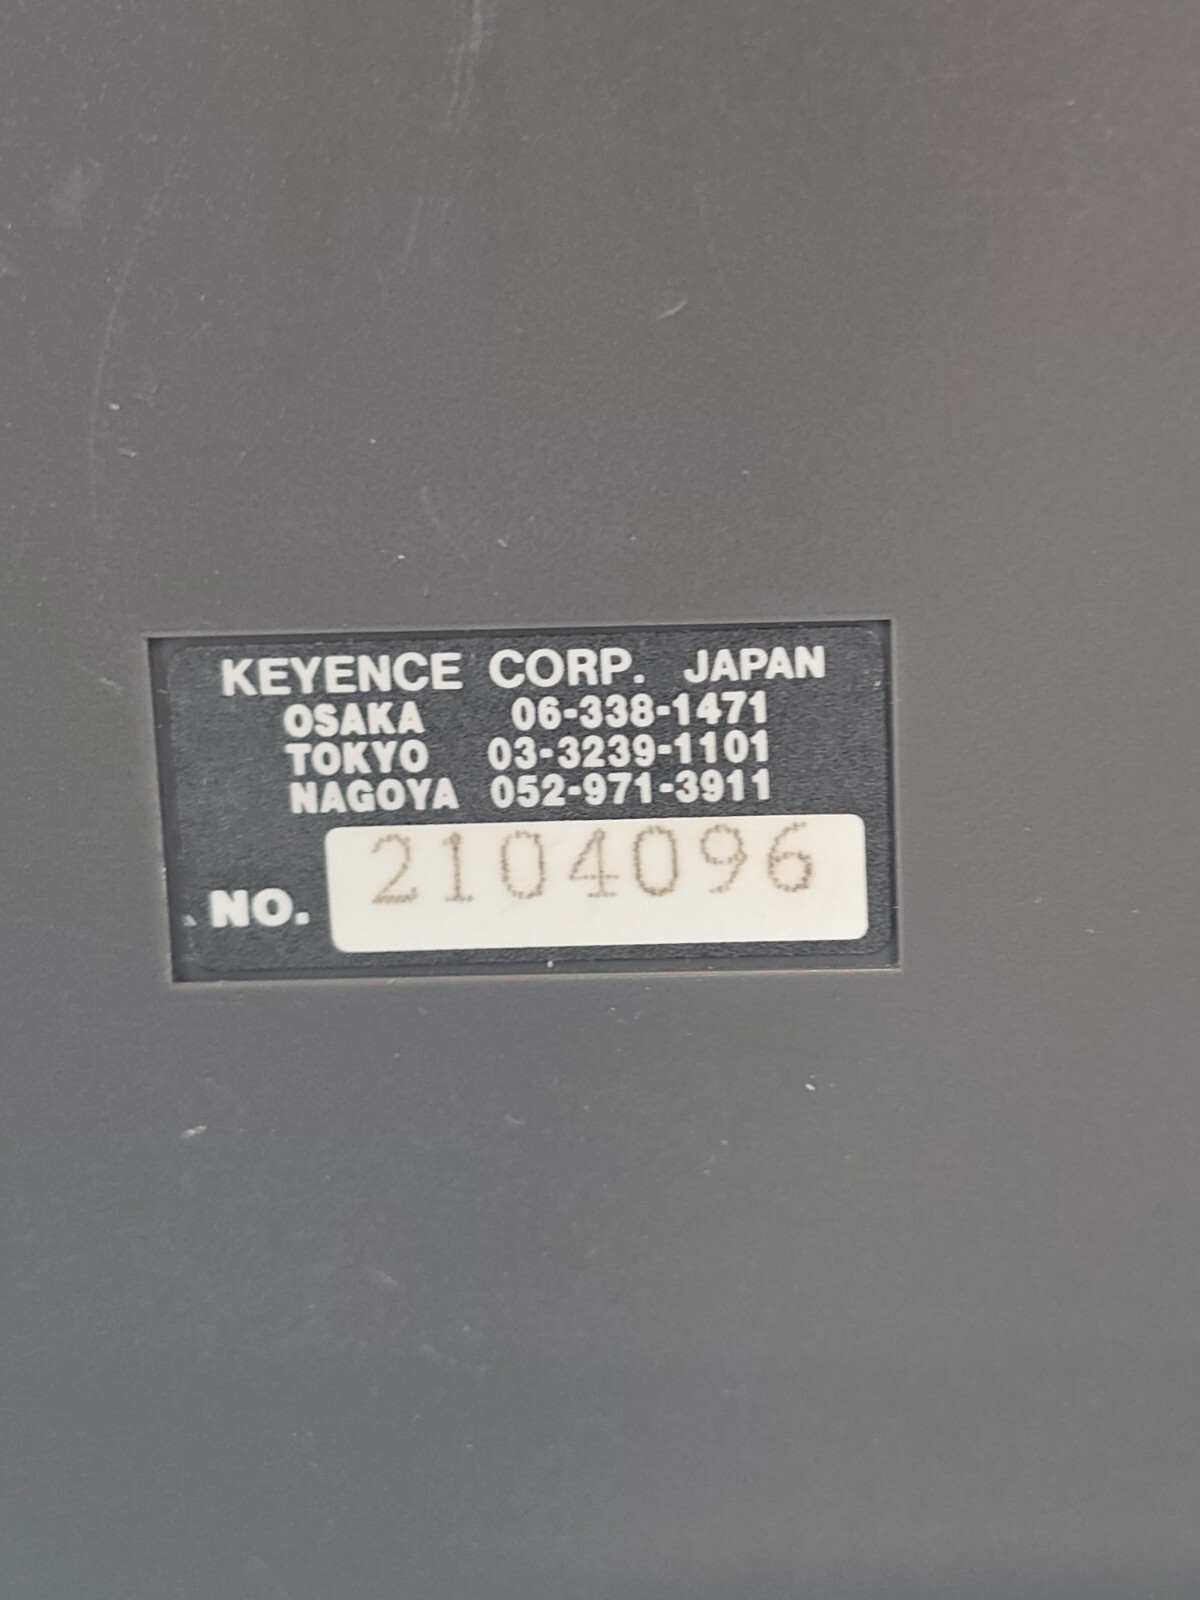 KEYENCE CORP. JAPAN
OSAKA 06-338-1471
TOKYO 03-3239-1101
NAGOYA 052-971-3911
NO. 2104096